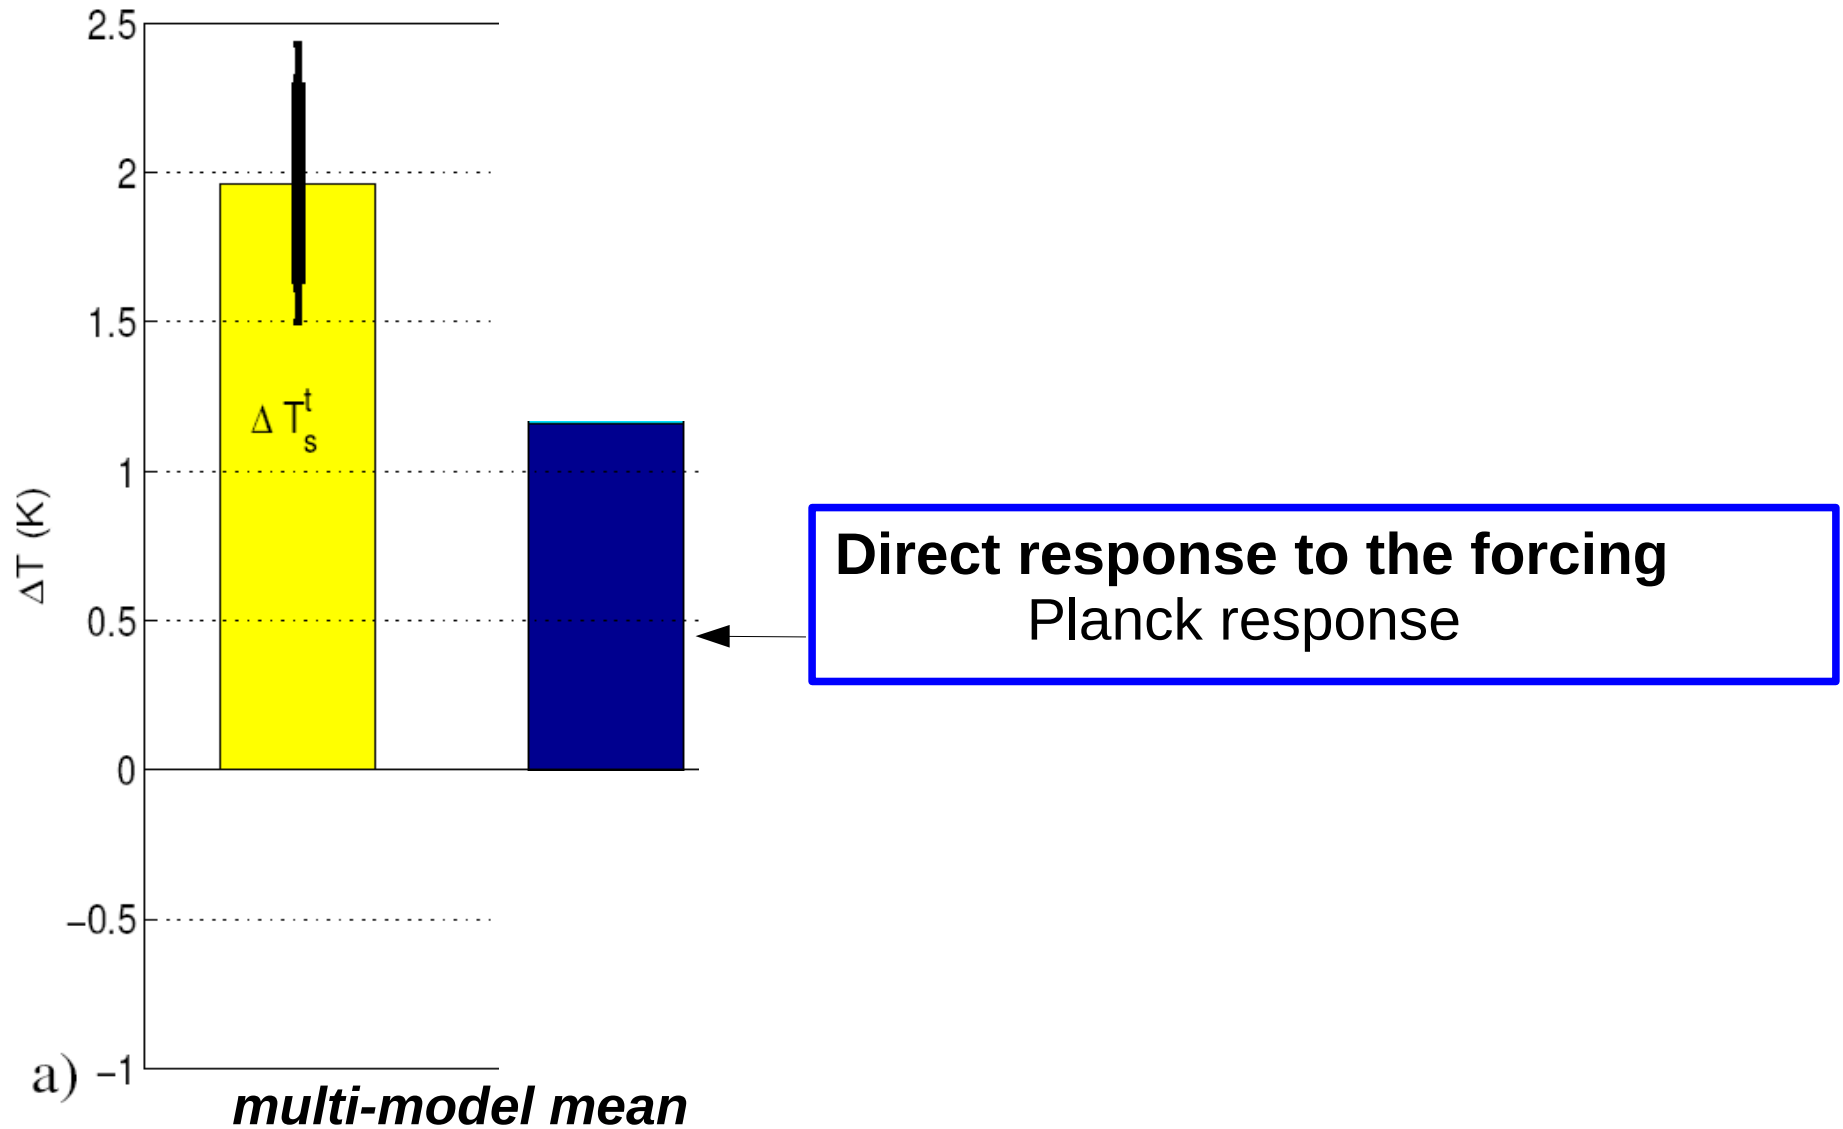 2.5
2
1.5
1
0.5
0
−0.5
−1
ΔT (K)
Δ T_s^t
Direct response to the forcing
Planck response
a)
multi-model mean